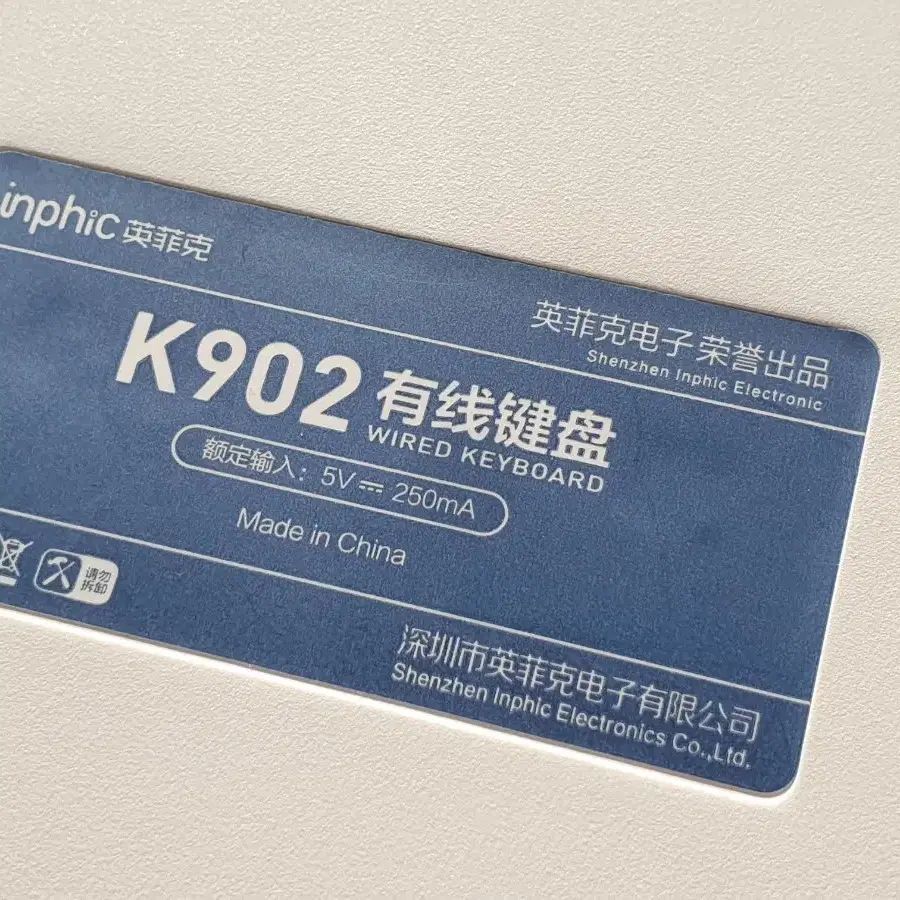 inphic 英菲克
英菲克电子 荣誉出品
Shenzhen Inphic Electronic
K902 有线键盘
WIRED KEYBOARD
额定输入：5V⎓250mA
Made in China
请勿
拆卸
深圳市英菲克电子有限公司
Shenzhen Inphic Electronics Co.,Ltd.